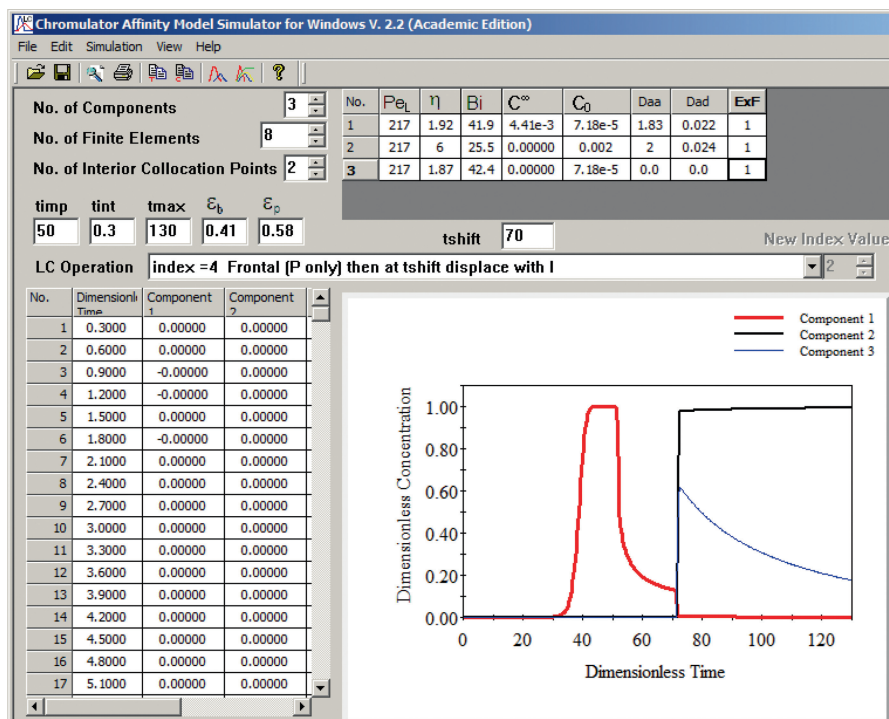 Chromulator Affinity Model Simulator for Windows V. 2.2 (Academic Edition)
File Edit Simulation View Help
No. of Components 3
No. of Finite Elements 8
No. of Interior Collocation Points 2
No. PeL η Bi C∞ C0 Daa Dad ExF
1 217 1.92 41.9 4.41e-3 7.18e-5 1.83 0.022 1
2 217 6 25.5 0.00000 0.002 2 0.024 1
3 217 1.87 42.4 0.00000 7.18e-5 0.0 0.0 1
timp tint tmax εb εp
50 0.3 130 0.41 0.58
tshift 70
New Index Value
LC Operation index =4 Frontal (P only) then at tshift displace with I 2
No. Dimensionl Component Component
Time 1 2
1 0.3000 0.00000 0.00000
2 0.6000 0.00000 0.00000
3 0.9000 -0.00000 0.00000
4 1.2000 -0.00000 0.00000
5 1.5000 0.00000 0.00000
6 1.8000 -0.00000 0.00000
7 2.1000 0.00000 0.00000
8 2.4000 0.00000 0.00000
9 2.7000 0.00000 0.00000
10 3.0000 0.00000 0.00000
11 3.3000 0.00000 0.00000
12 3.6000 0.00000 0.00000
13 3.9000 0.00000 0.00000
14 4.2000 0.00000 0.00000
15 4.5000 0.00000 0.00000
16 4.8000 0.00000 0.00000
17 5.1000 0.00000 0.00000
Component 1
Component 2
Component 3
Dimensionless Concentration
1.00
0.80
0.60
0.40
0.20
0.00
0 20 40 60 80 100 120
Dimensionless Time